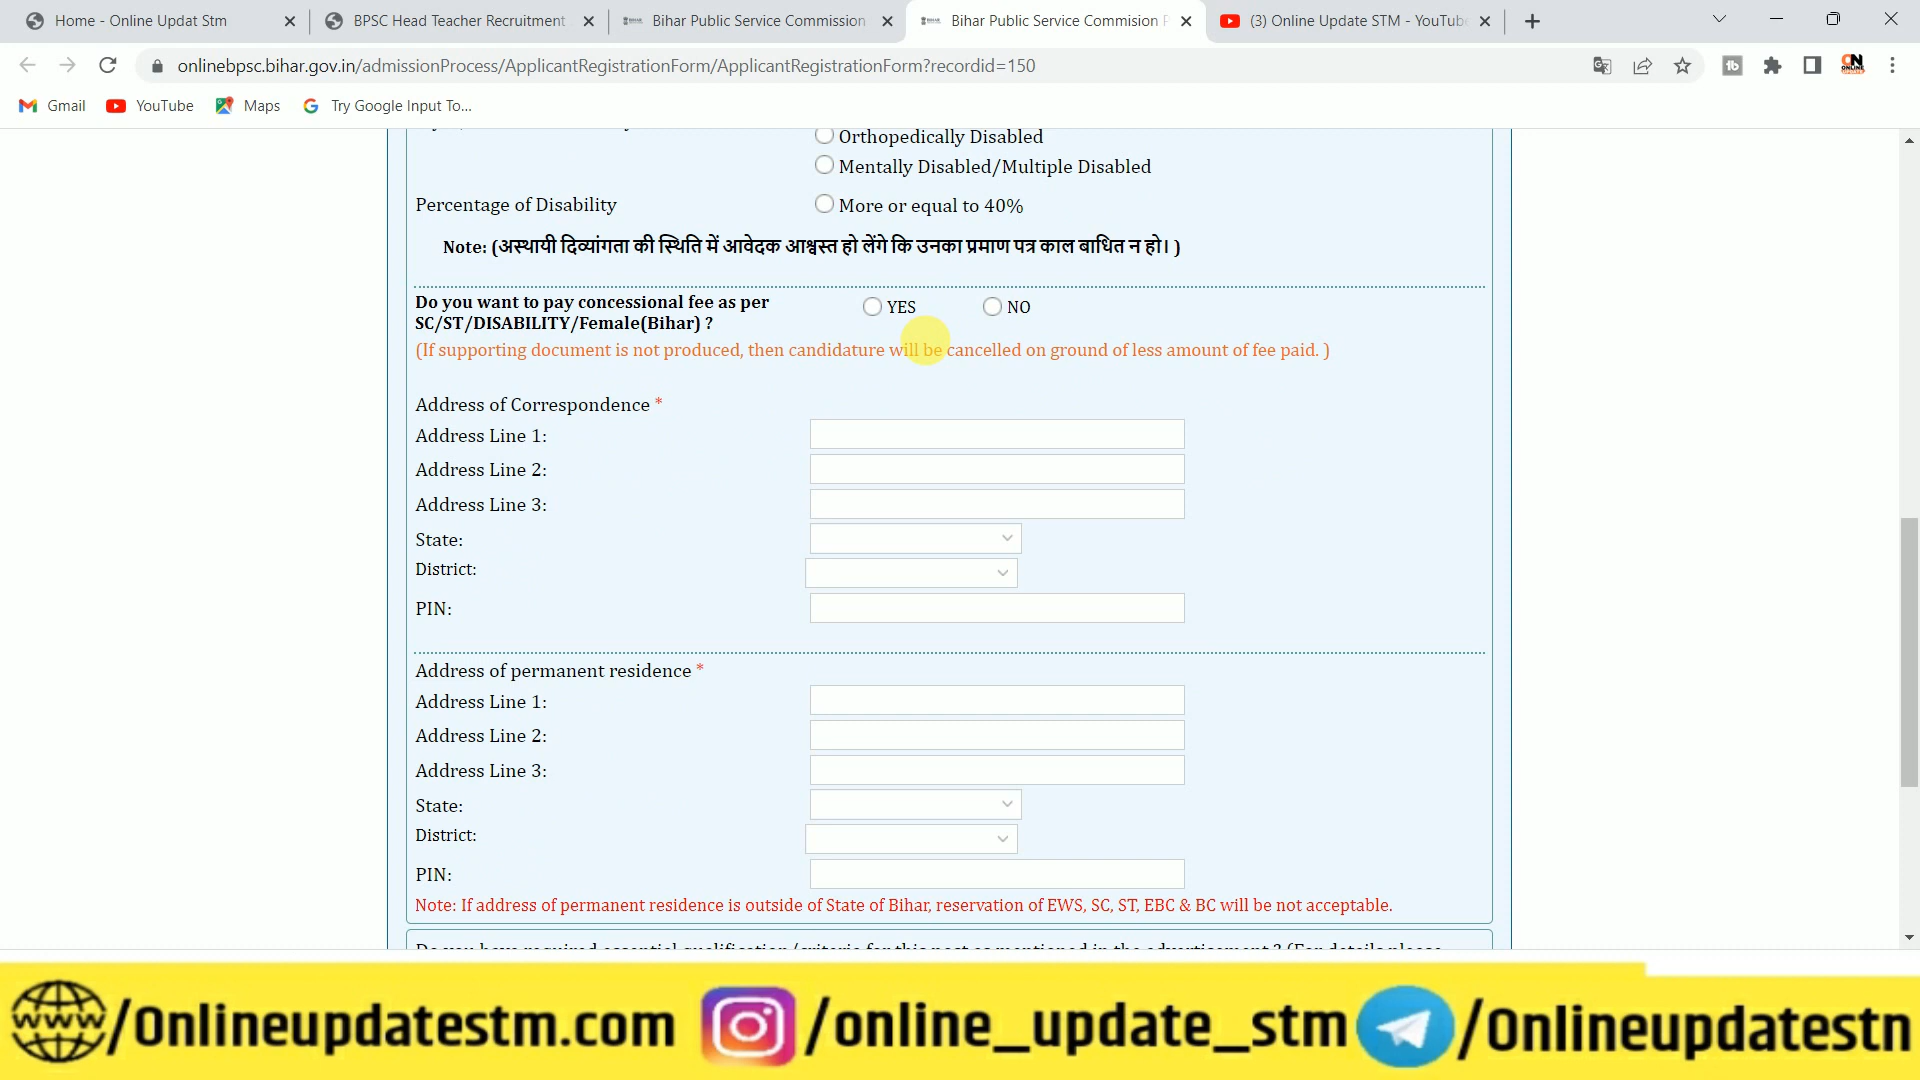 Home - Online Updat Stm
BPSC Head Teacher Recruitment
Bihar Public Service Commission
Bihar Public Service Commision
(3) Online Update STM - YouTub
onlinebpsc.bihar.gov.in/admissionProcess/ApplicantRegistrationForm/ApplicantRegistrationForm?recordid=150
Gmail
YouTube
Maps
Try Google Input To...
Orthopedically Disabled
Mentally Disabled/Multiple Disabled
Percentage of Disability
More or equal to 40%
Note: (अस्थायी दिव्यांगता की स्थिति में आवेदक आश्वस्त हो लेंगे कि उनका प्रमाण पत्र काल बाधित न हो। )
Do you want to pay concessional fee as per
SC/ST/DISABILITY/Female(Bihar) ?
YES
NO
(If supporting document is not produced, then candidature will be cancelled on ground of less amount of fee paid. )
Address of Correspondence *
Address Line 1:
Address Line 2:
Address Line 3:
State:
District:
PIN:
Address of permanent residence *
Address Line 1:
Address Line 2:
Address Line 3:
State:
District:
PIN:
Note: If address of permanent residence is outside of State of Bihar, reservation of EWS, SC, ST, EBC & BC will be not acceptable.
www/Onlineupdatestm.com
/online_update_stm
/Onlineupdatestn